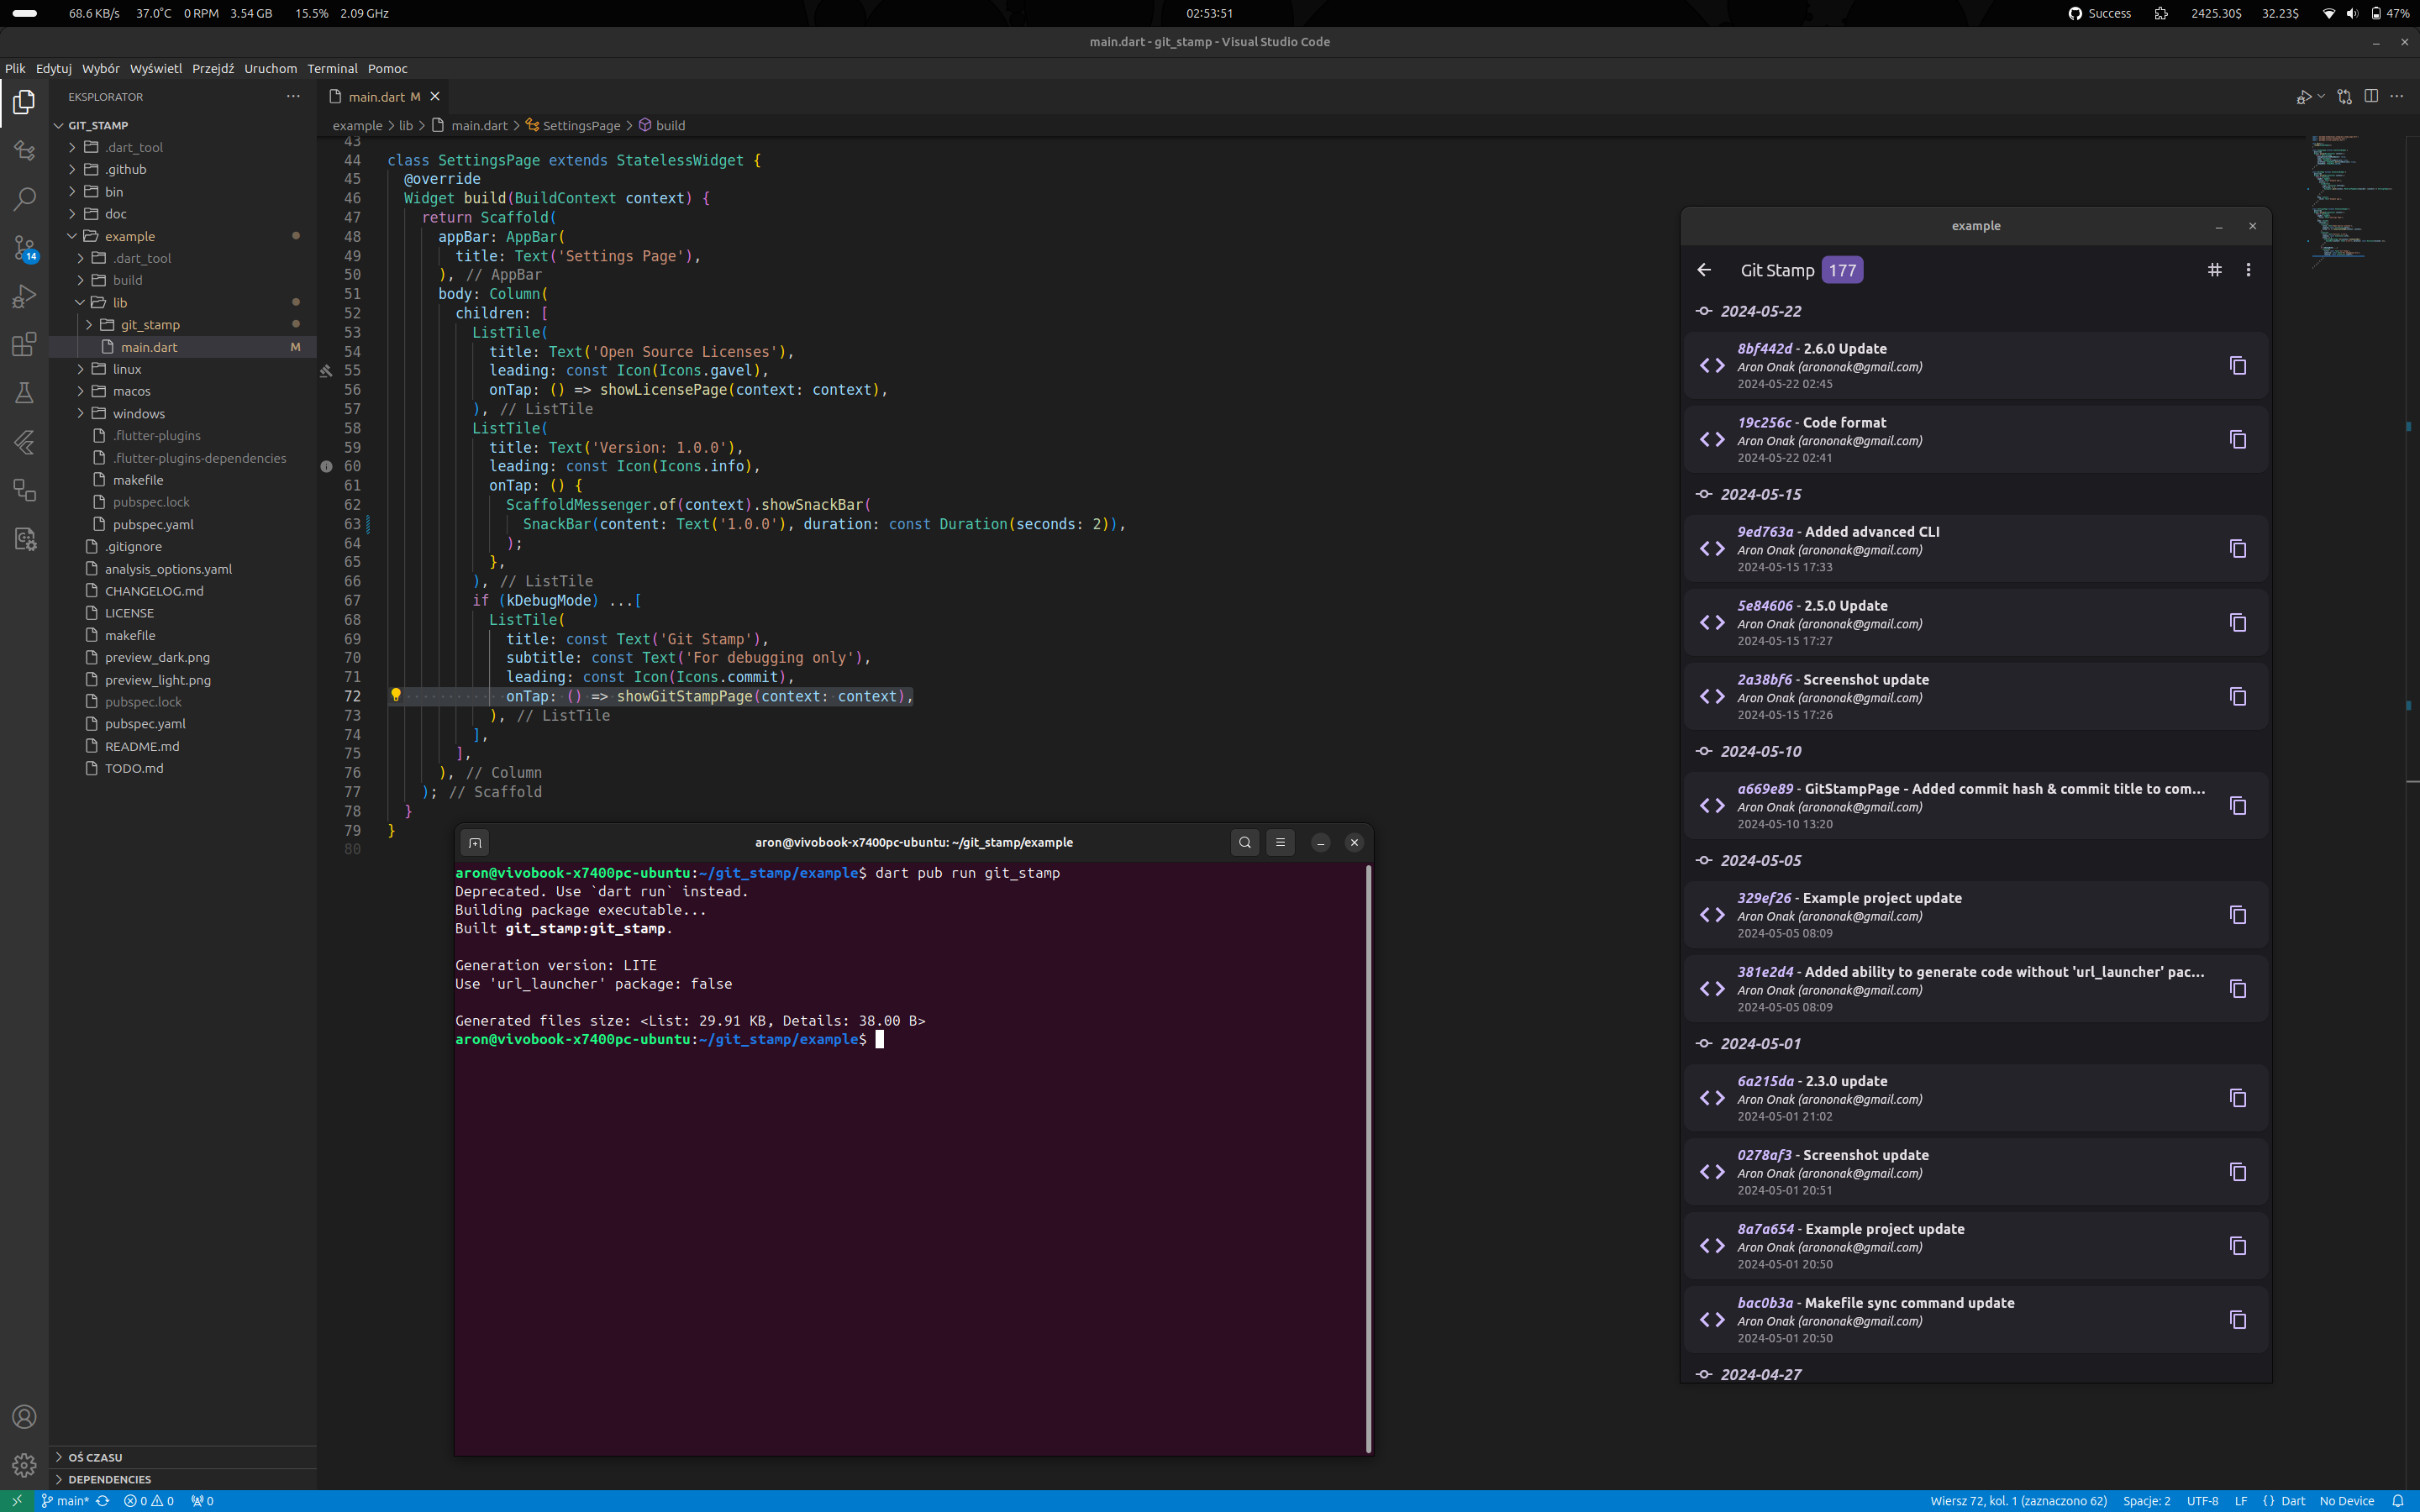 68.6 KB/s 37.0°C 0 RPM 3.54 GB 15.5% 2.09 GHz 02:53:51 Success 2425.30$ 32.23$ 47%
main.dart - git_stamp - Visual Studio Code
Plik Edytuj Wybór Wyświetl Przejdź Uruchom Terminal Pomoc
EKSPLORATOR
GIT_STAMP
.dart_tool
.github
bin
doc
example
.dart_tool
build
lib
git_stamp
main.dart M
linux
macos
windows
.flutter-plugins
.flutter-plugins-dependencies
makefile
pubspec.lock
pubspec.yaml
.gitignore
analysis_options.yaml
CHANGELOG.md
LICENSE
makefile
preview_dark.png
preview_light.png
pubspec.lock
pubspec.yaml
README.md
TODO.md
OŚ CZASU
DEPENDENCIES
14
main.dart M
example > lib > main.dart > SettingsPage > build
43
44 class SettingsPage extends StatelessWidget {
45 @override
46 Widget build(BuildContext context) {
47 return Scaffold(
48 appBar: AppBar(
49 title: Text('Settings Page'),
50 ), // AppBar
51 body: Column(
52 children: [
53 ListTile(
54 title: Text('Open Source Licenses'),
55 leading: const Icon(Icons.gavel),
56 onTap: () => showLicensePage(context: context),
57 ), // ListTile
58 ListTile(
59 title: Text('Version: 1.0.0'),
60 leading: const Icon(Icons.info),
61 onTap: () {
62 ScaffoldMessenger.of(context).showSnackBar(
63 SnackBar(content: Text('1.0.0'), duration: const Duration(seconds: 2)),
64 );
65 },
66 ), // ListTile
67 if (kDebugMode) ...[
68 ListTile(
69 title: const Text('Git Stamp'),
70 subtitle: const Text('For debugging only'),
71 leading: const Icon(Icons.commit),
72 onTap: () => showGitStampPage(context: context),
73 ), // ListTile
74 ],
75 ],
76 ), // Column
77 ); // Scaffold
78 }
79 }
80
aron@vivobook-x7400pc-ubuntu: ~/git_stamp/example
aron@vivobook-x7400pc-ubuntu:~/git_stamp/example$ dart pub run git_stamp
Deprecated. Use `dart run` instead.
Building package executable...
Built git_stamp:git_stamp.
Generation version: LITE
Use 'url_launcher' package: false
Generated files size: <List: 29.91 KB, Details: 38.00 B>
aron@vivobook-x7400pc-ubuntu:~/git_stamp/example$
example
Git Stamp 177
2024-05-22
8bf442d - 2.6.0 Update
Aron Onak (arononak@gmail.com)
2024-05-22 02:45
19c256c - Code format
Aron Onak (arononak@gmail.com)
2024-05-22 02:41
2024-05-15
9ed763a - Added advanced CLI
Aron Onak (arononak@gmail.com)
2024-05-15 17:33
5e84606 - 2.5.0 Update
Aron Onak (arononak@gmail.com)
2024-05-15 17:27
2a38bf6 - Screenshot update
Aron Onak (arononak@gmail.com)
2024-05-15 17:26
2024-05-10
a669e89 - GitStampPage - Added commit hash & commit title to com...
Aron Onak (arononak@gmail.com)
2024-05-10 13:20
2024-05-05
329ef26 - Example project update
Aron Onak (arononak@gmail.com)
2024-05-05 08:09
381e2d4 - Added ability to generate code without 'url_launcher' pac...
Aron Onak (arononak@gmail.com)
2024-05-05 08:09
2024-05-01
6a215da - 2.3.0 update
Aron Onak (arononak@gmail.com)
2024-05-01 21:02
0278af3 - Screenshot update
Aron Onak (arononak@gmail.com)
2024-05-01 20:51
8a7a654 - Example project update
Aron Onak (arononak@gmail.com)
2024-05-01 20:50
bac0b3a - Makefile sync command update
Aron Onak (arononak@gmail.com)
2024-05-01 20:50
2024-04-27
main* 0 0 0 Wiersz 72, kol. 1 (zaznaczono 62) Spacje: 2 UTF-8 LF {} Dart No Device